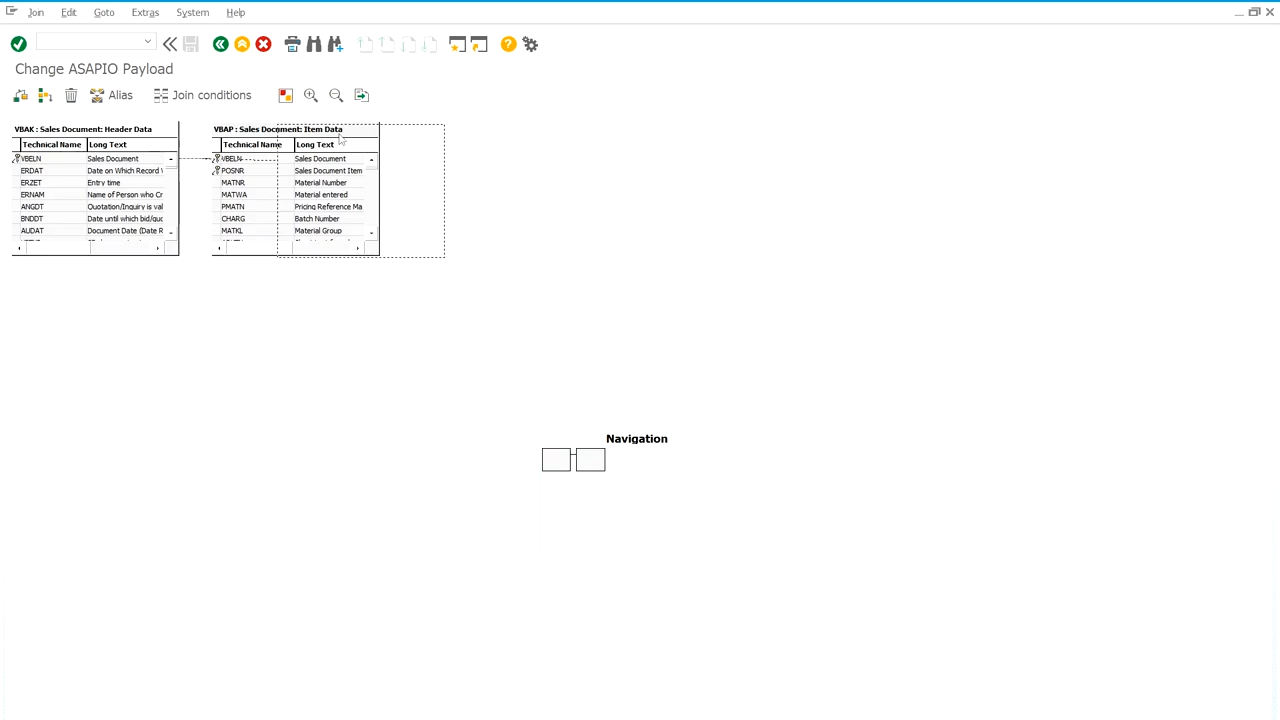 Join Edit Goto Extras System Help
Change ASAPIO Payload
Alias Join conditions
VBAK : Sales Document: Header Data
Technical Name Long Text
VBELN Sales Document
ERDAT Date on Which Record
ERZET Entry time
ERNAM Name of Person who Cr
ANGDT Quotation/Inquiry is val
BNDDT Date until which bid/quo
AUDAT Document Date (Date R
VBAP : Sales Document: Item Data
Technical Name Long Text
VBELN Sales Document
POSNR Sales Document Item
MATNR Material Number
MATWA Material entered
PMATN Pricing Reference Ma
CHARG Batch Number
MATKL Material Group
Navigation